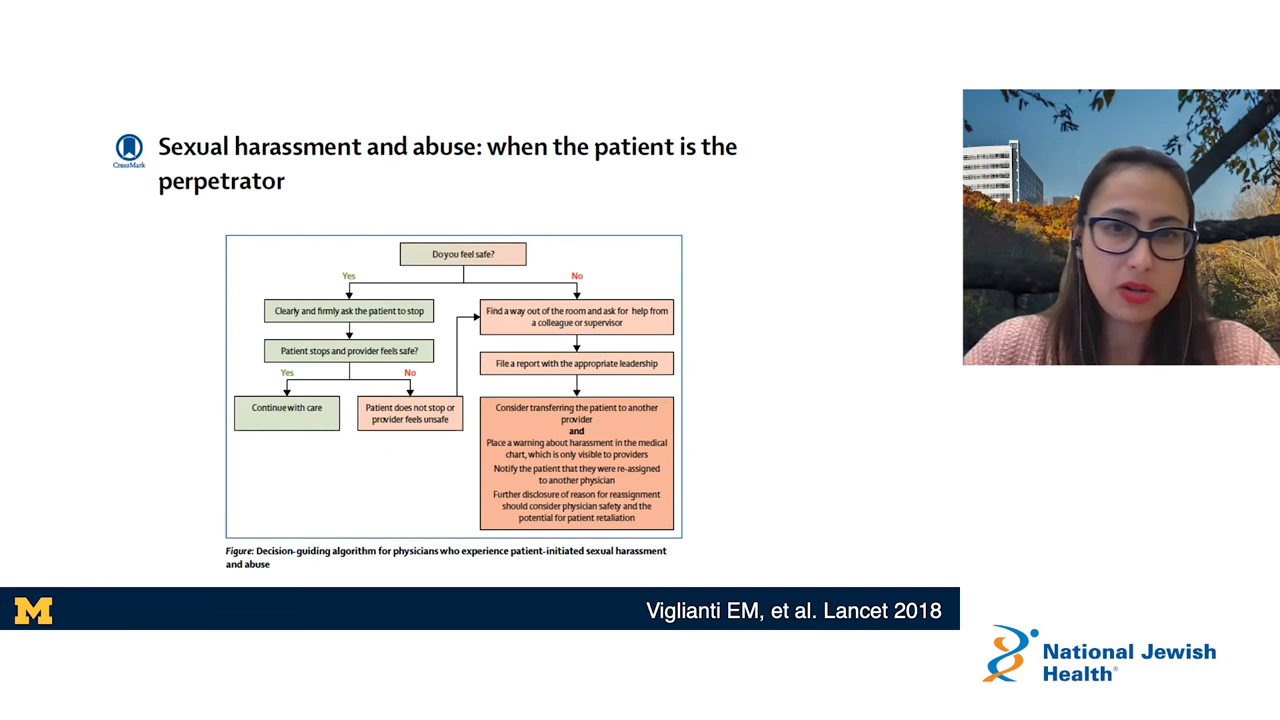 CrossMark
Sexual harassment and abuse: when the patient is the
perpetrator
Do you feel safe?
Yes
No
Clearly and firmly ask the patient to stop
Find a way out of the room and ask for help from
a colleague or supervisor
Patient stops and provider feels safe?
File a report with the appropriate leadership
Yes
No
Continue with care
Patient does not stop or
provider feels unsafe
Consider transferring the patient to another
provider
and
Place a warning about harassment in the medical
chart, which is only visible to providers
Notify the patient that they were re-assigned
to another physician
Further disclosure of reason for reassignment
should consider physician safety and the
potential for patient retaliation
Figure: Decision-guiding algorithm for physicians who experience patient-initiated sexual harassment
and abuse
M
Viglianti EM, et al. Lancet 2018
National Jewish
Health®